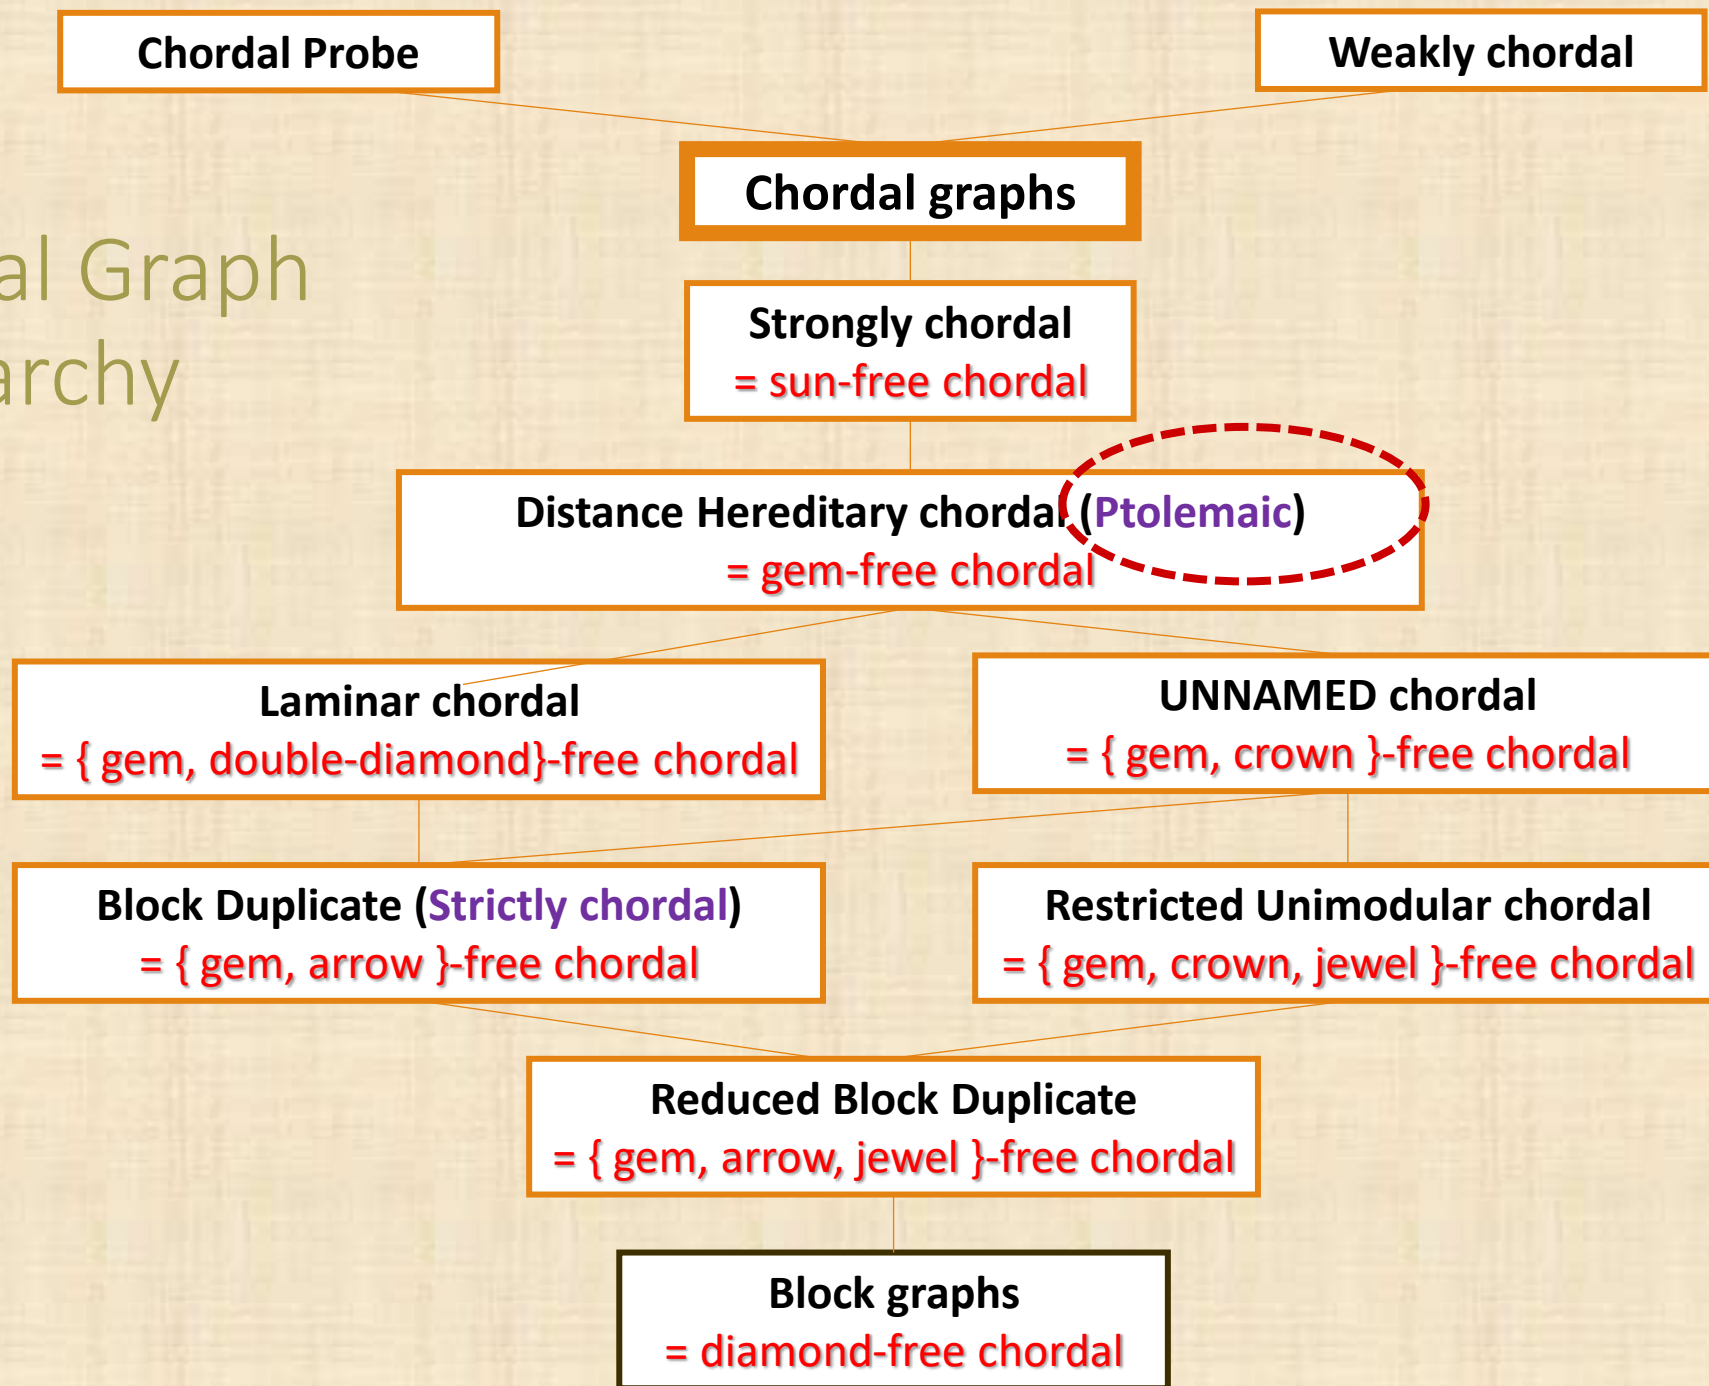 Chordal Probe
Weakly chordal
Chordal graphs
al Graph
archy
Strongly chordal
= sun-free chordal
Distance Hereditary chordal (Ptolemaic)
= gem-free chordal
Laminar chordal
= { gem, double-diamond}-free chordal
UNNAMED chordal
= { gem, crown }-free chordal
Block Duplicate (Strictly chordal)
= { gem, arrow }-free chordal
Restricted Unimodular chordal
= { gem, crown, jewel }-free chordal
Reduced Block Duplicate
= { gem, arrow, jewel }-free chordal
Block graphs
= diamond-free chordal